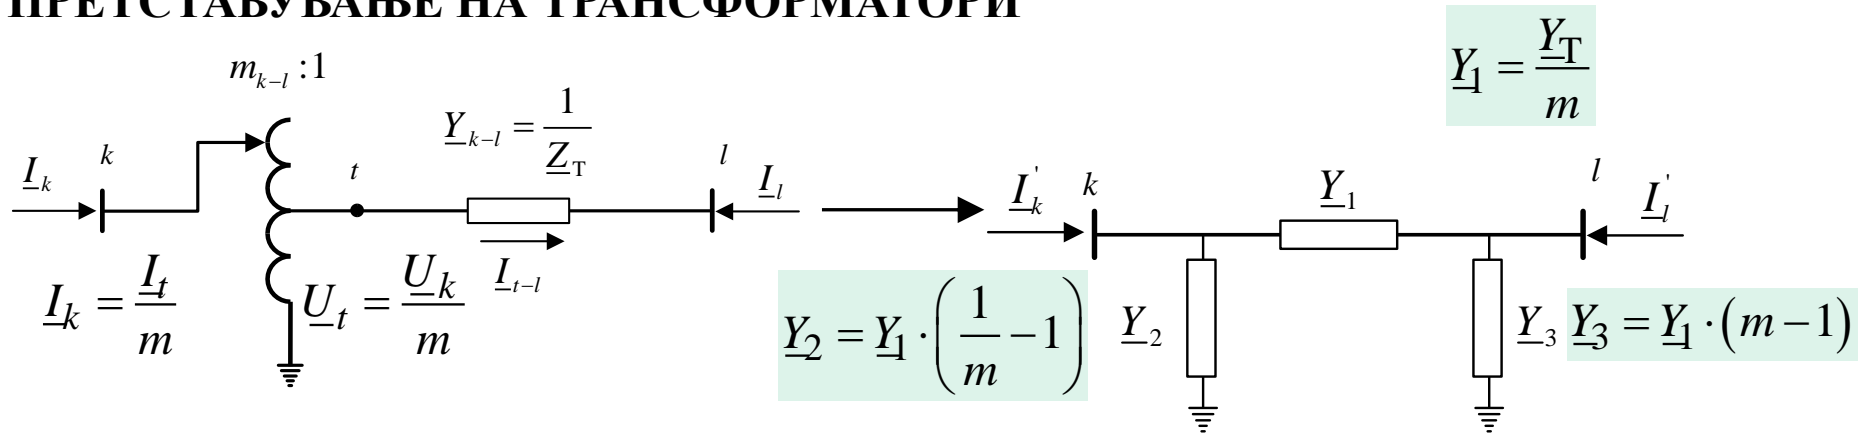 ПРЕТСТАВУВАЊЕ НА ТРАНСФОРМАТОРИ
m_{k-l} :1
Y_{k-l} = 1/Z_T
I_k
k
t
l
I_l
I_{t-l}
I_k = I_t/m
U_t = U_k/m
Y_1 = Y_T/m
I'_k
k
Y_1
l
I'_l
Y_2 = Y_1 · (1/m − 1)
Y_2
Y_3
Y_3 = Y_1 · (m − 1)